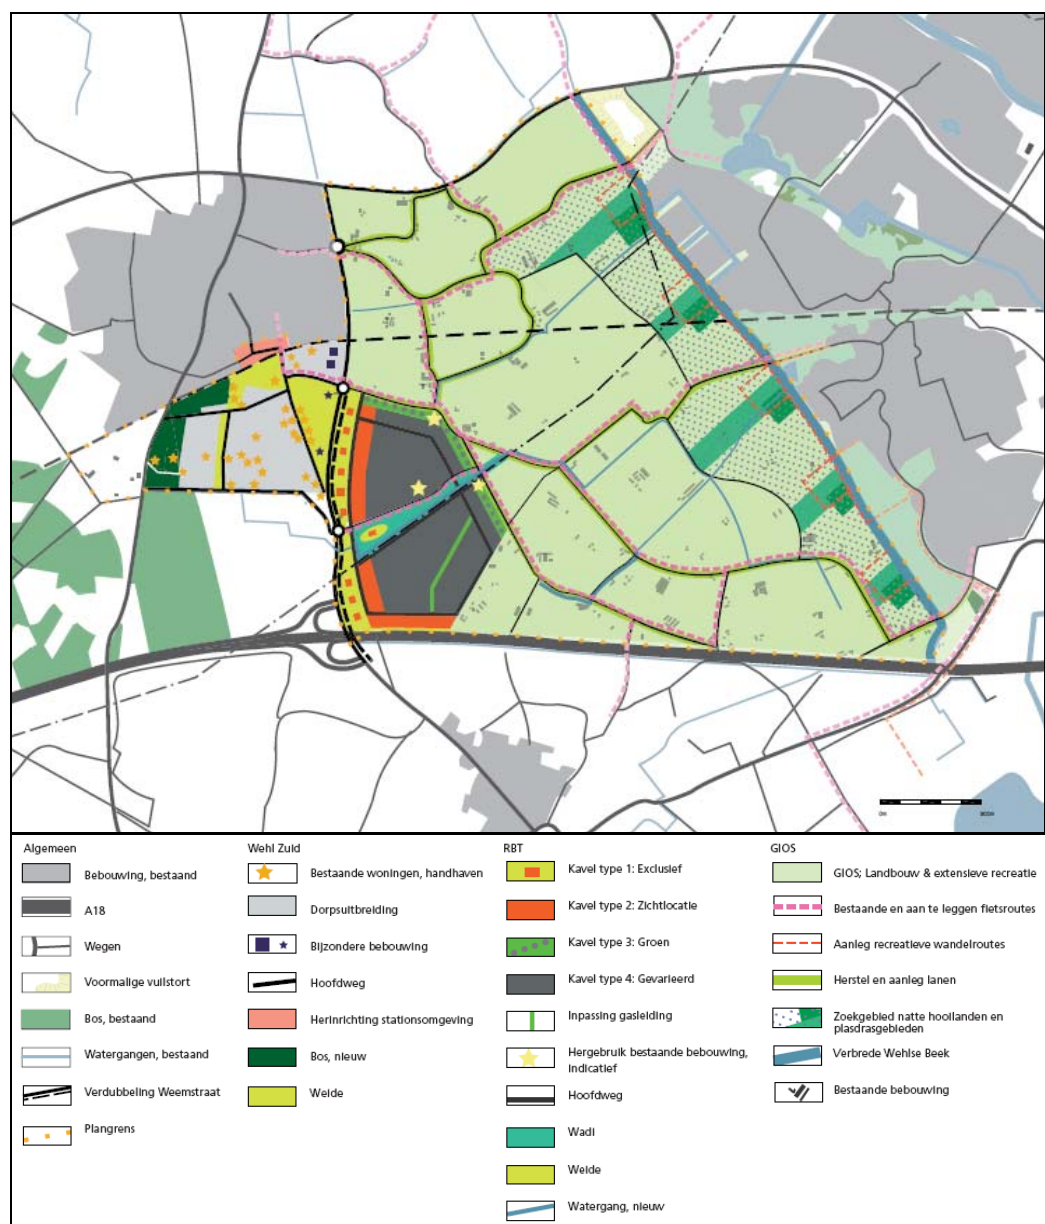 Algemeen
Bebouwing, bestaand
A18
Wegen
Voormalige vuilstort
Bos, bestaand
Watergangen, bestaand
Verdubbeling Weemstraat
Plangrens
Wehl Zuid
Bestaande woningen, handhaven
Dorpsuitbreiding
Bijzondere bebouwing
Hoofdweg
Herinrichting stationsomgeving
Bos, nieuw
Weide
RBT
Kavel type 1: Exclusief
Kavel type 2: Zichtlocatie
Kavel type 3: Groen
Kavel type 4: Gevarieerd
Inpassing gasleiding
Hergebruik bestaande bebouwing,
indicatief
Hoofdweg
Wadi
Weide
Watergang, nieuw
GIOS
GIOS; Landbouw & extensieve recreatie
Bestaande en aan te leggen fietsroutes
Aanleg recreatieve wandelroutes
Herstel en aanleg lanen
Zoekgebied natte hooilanden en
plasdrasgebieden
Verbrede Wehlse Beek
Bestaande bebouwing